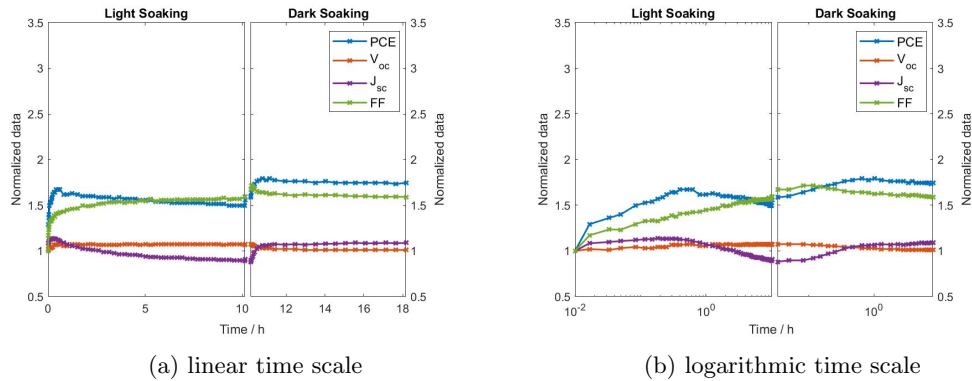 Light Soaking
Dark Soaking
3.5
3
2.5
2
1.5
1
0.5
Normalized data
PCE
V_oc
J_sc
FF
3.5
3
2.5
2
1.5
1
0.5
Normalized data
0 5 10
12 14 16 18
Time / h
(a) linear time scale
Light Soaking
Dark Soaking
3.5
3
2.5
2
1.5
1
0.5
Normalized data
PCE
V_oc
J_sc
FF
3.5
3
2.5
2
1.5
1
0.5
Normalized data
10^-2 10^0
10^0
Time / h
(b) logarithmic time scale